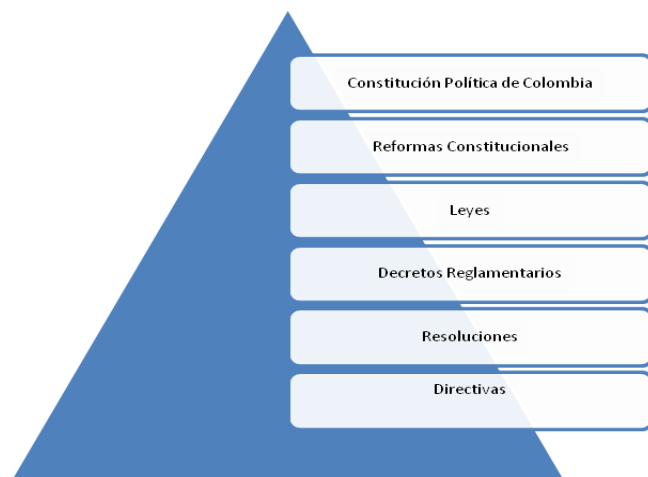 Constitución Política de Colombia
Reformas Constitucionales
Leyes
Decretos Reglamentarios
Resoluciones
Directivas